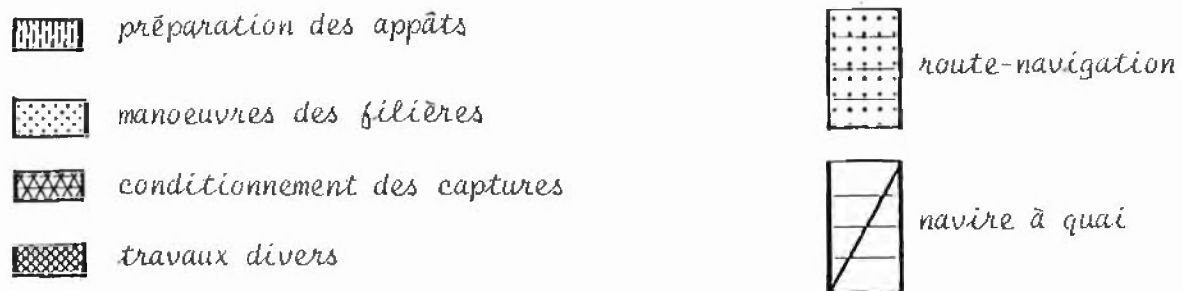 préparation des appâts
manoeuvres des filières
conditionnement des captures
travaux divers
route-navigation
navire à quai